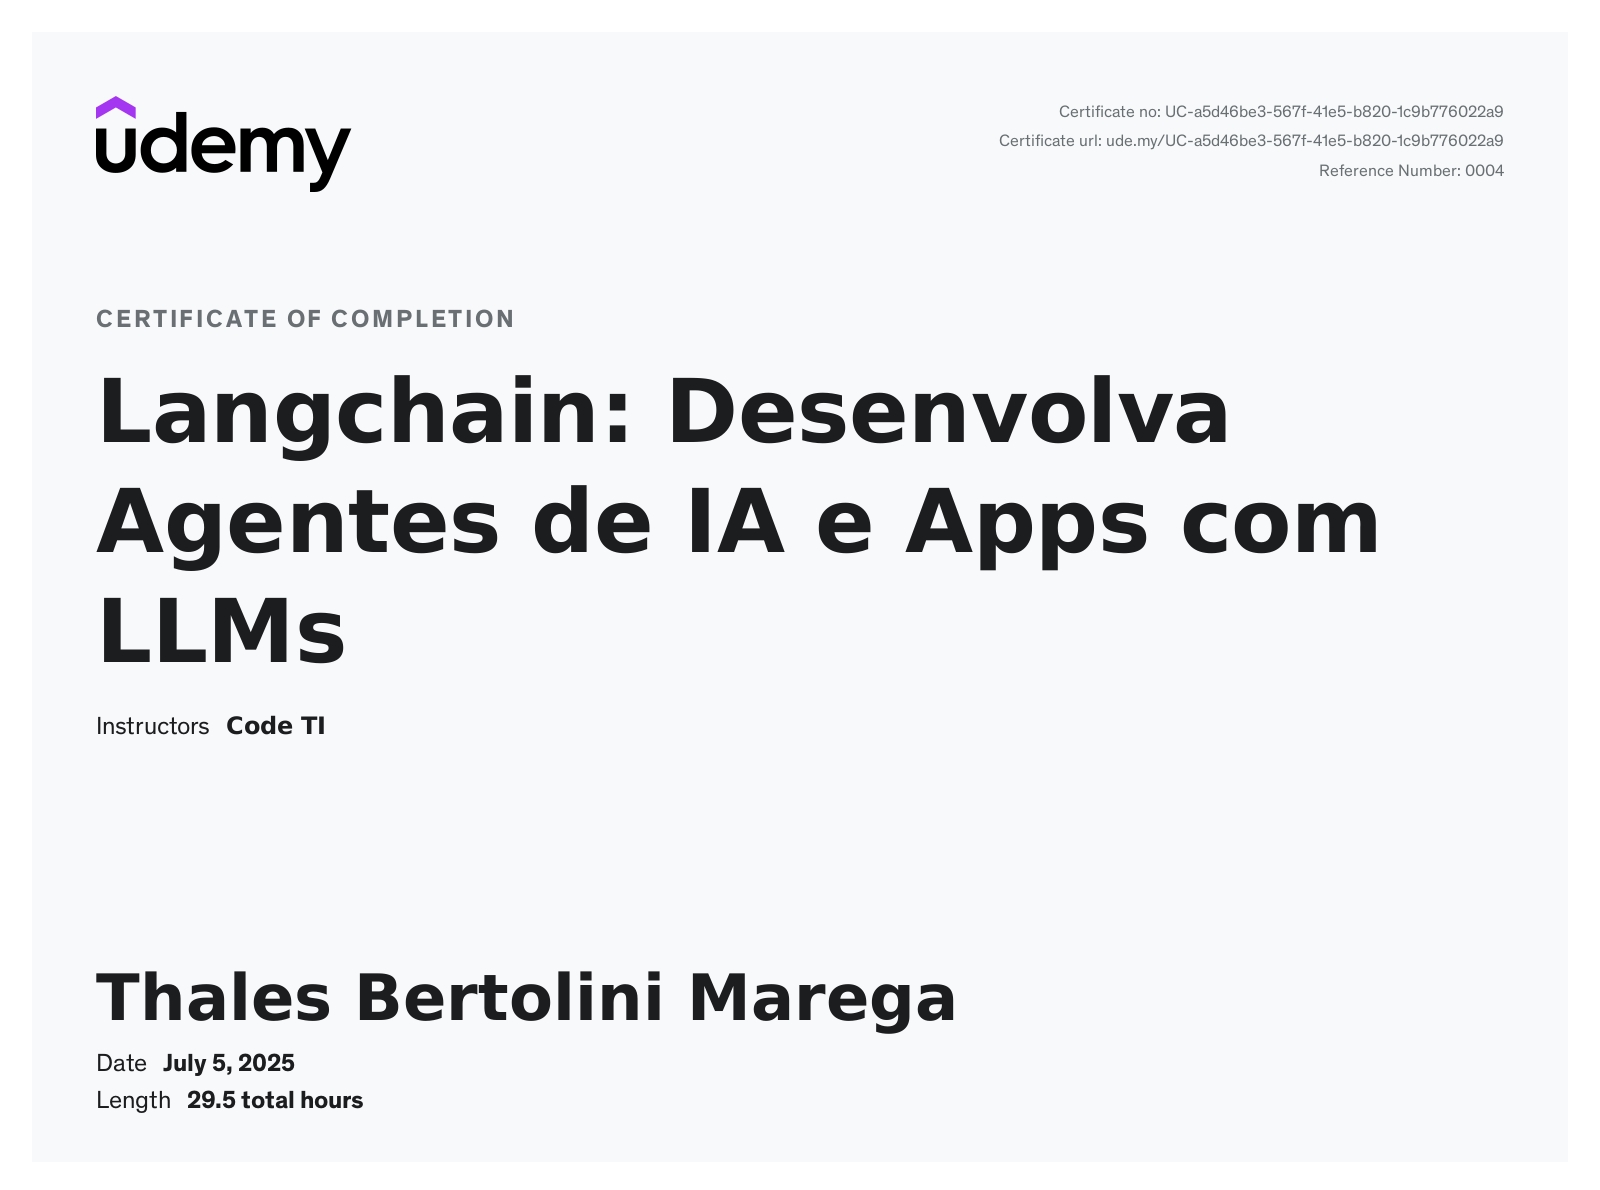 udemy
Certificate no: UC-a5d46be3-567f-41e5-b820-1c9b776022a9
Certificate url: ude.my/UC-a5d46be3-567f-41e5-b820-1c9b776022a9
Reference Number: 0004
CERTIFICATE OF COMPLETION
Langchain: Desenvolva
Agentes de IA e Apps com
LLMs
Instructors Code TI
Thales Bertolini Marega
Date July 5, 2025
Length 29.5 total hours